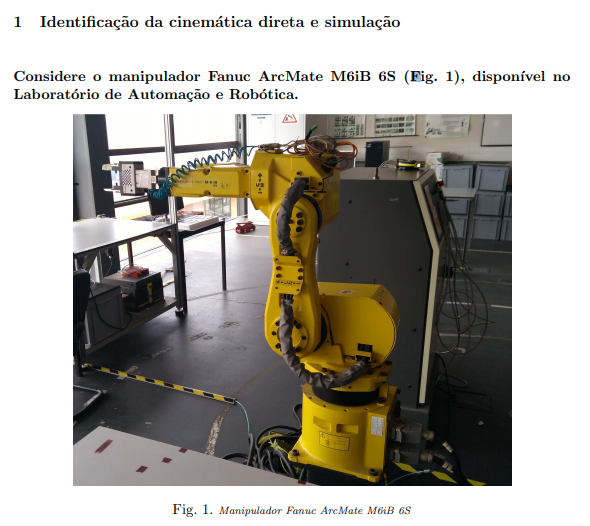 1 Identificação da cinemática direta e simulação
Considere o manipulador Fanuc ArcMate M6iB 6S (Fig. 1), disponível no
Laboratório de Automação e Robótica.
Fig. 1. Manipulador Fanuc ArcMate M6iB 6S